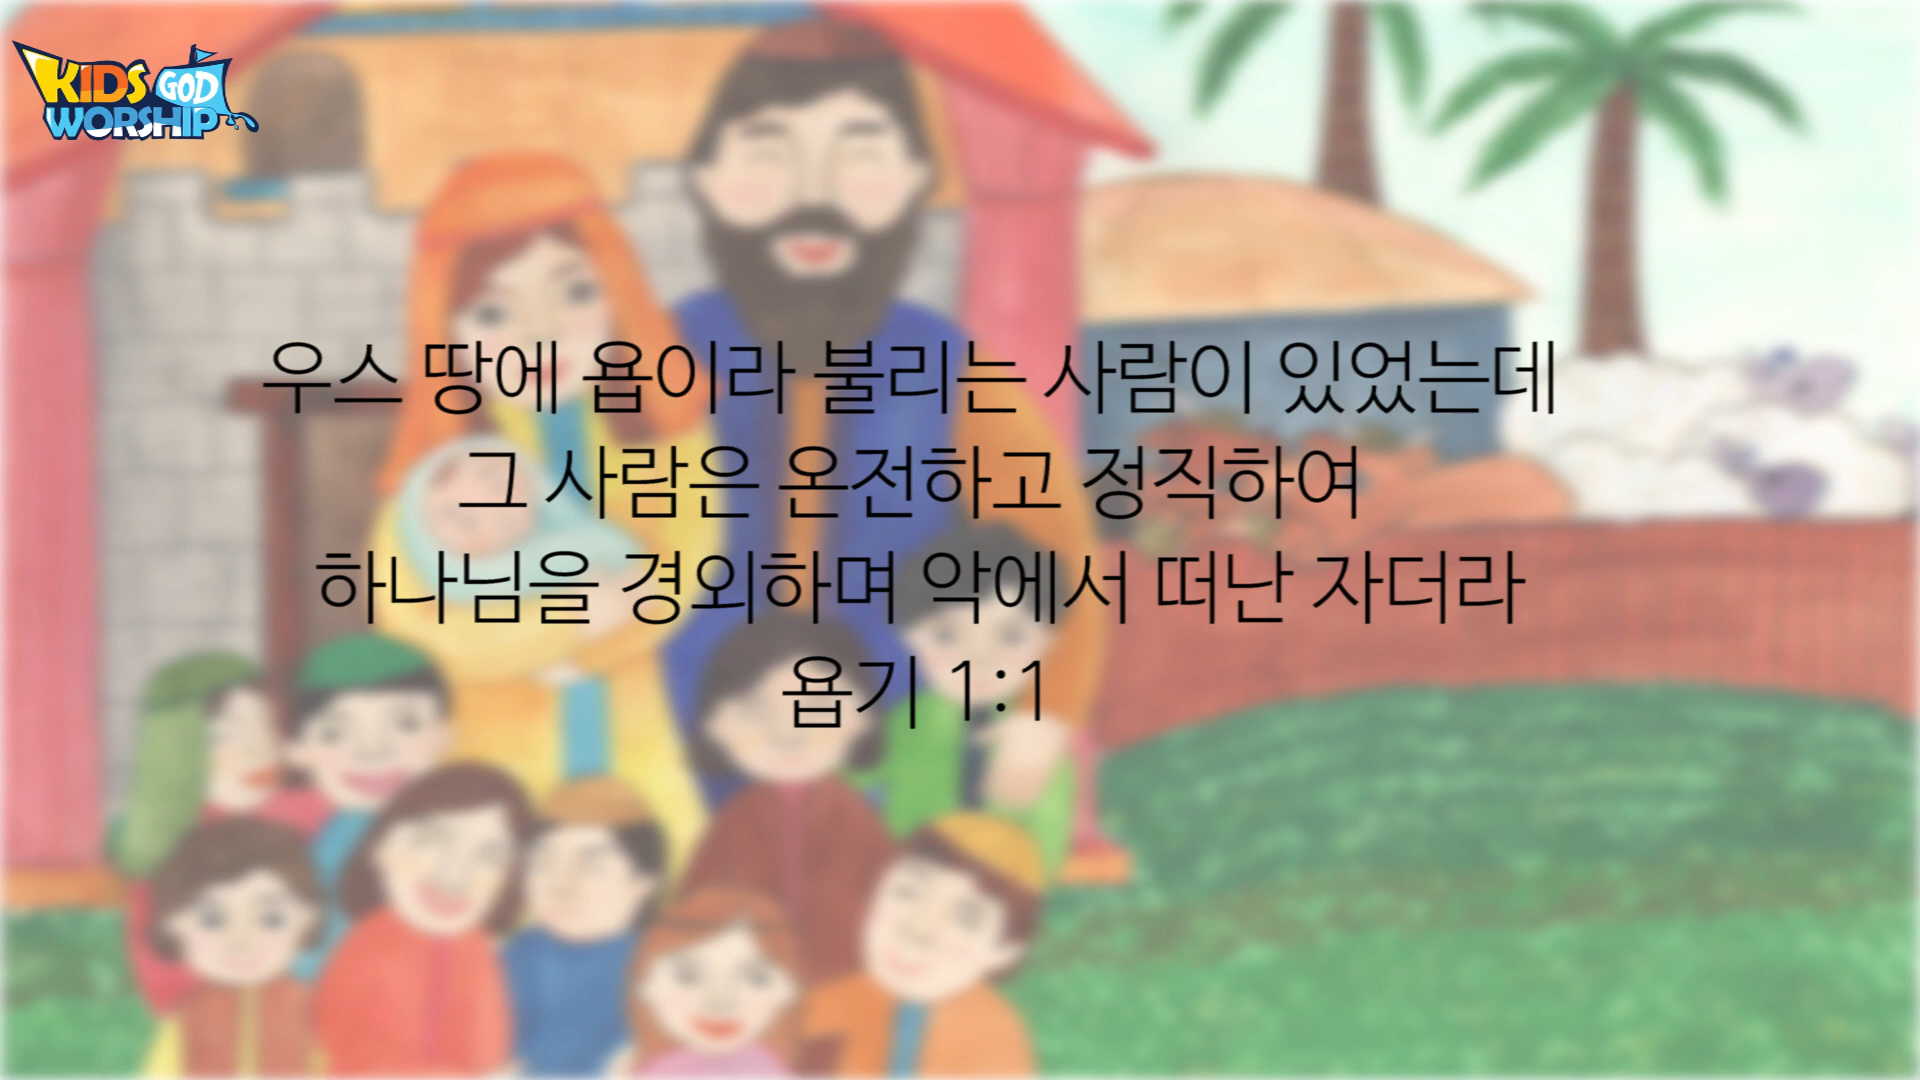 KIDS GOD
WORSHIP
우스 땅에 욥이라 불리는 사람이 있었는데
그 사람은 온전하고 정직하여
하나님을 경외하며 악에서 떠난 자더라
욥기 1:1